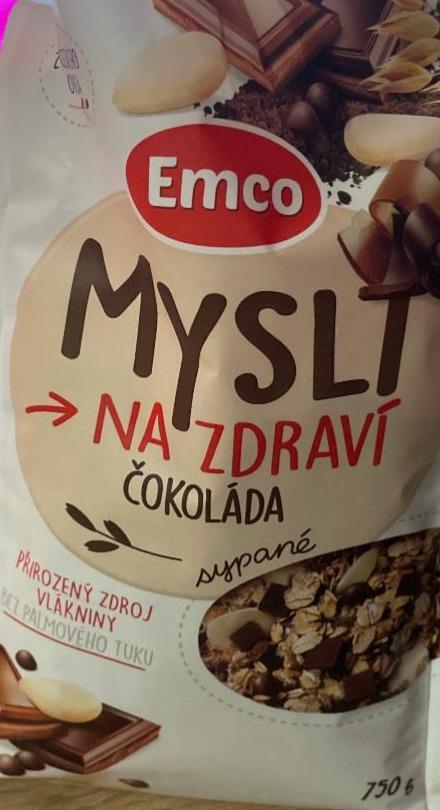 Emco
MYSLI
→ NA ZDRAVÍ
ČOKOLÁDA
sypané
PŘIROZENÝ ZDROJ
VLÁKNINY
BEZ PALMOVÉHO TUKU
750 g